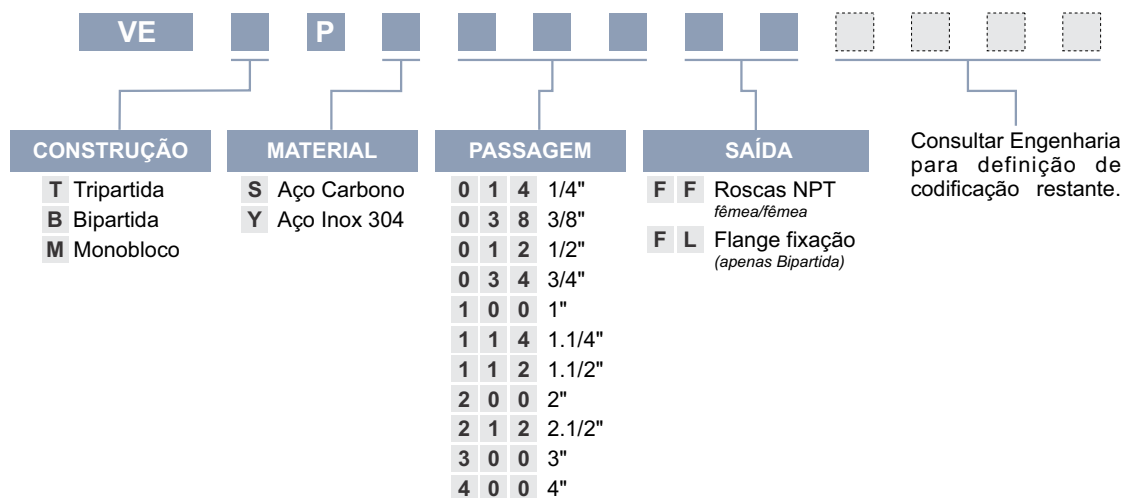 VE P
CONSTRUÇÃO
T Tripartida
B Bipartida
M Monobloco
MATERIAL
S Aço Carbono
Y Aço Inox 304
PASSAGEM
0 1 4 1/4"
0 3 8 3/8"
0 1 2 1/2"
0 3 4 3/4"
1 0 0 1"
1 1 4 1.1/4"
1 1 2 1.1/2"
2 0 0 2"
2 1 2 2.1/2"
3 0 0 3"
4 0 0 4"
SAÍDA
F F Roscas NPT
fêmea/fêmea
F L Flange fixação
(apenas Bipartida)
Consultar Engenharia
para definição de
codificação restante.